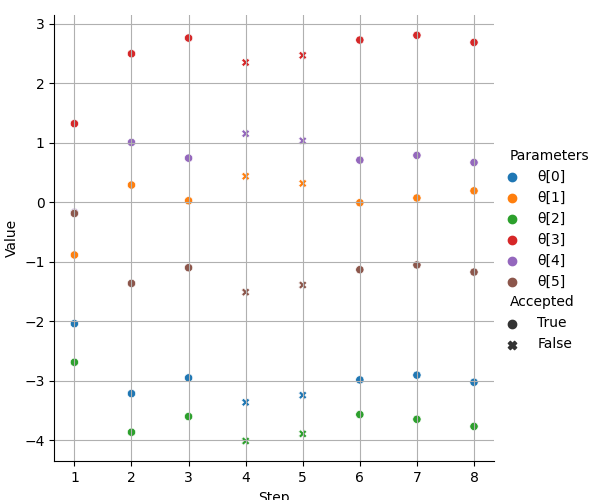 3
2
1
0
−1
−2
−3
−4
Value
1 2 3 4 5 6 7 8
Step
Parameters
θ[0]
θ[1]
θ[2]
θ[3]
θ[4]
θ[5]
Accepted
True
False